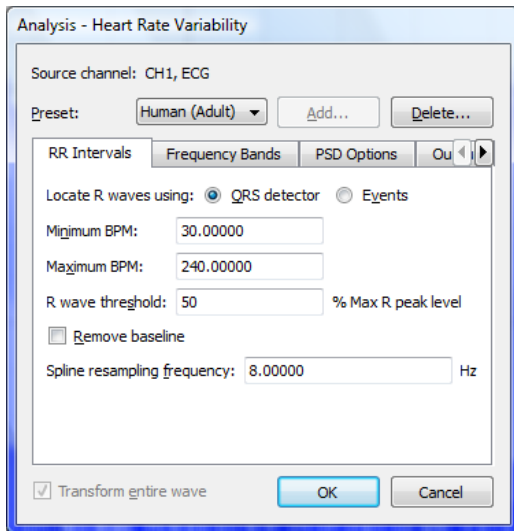 Analysis - Heart Rate Variability
Source channel: CH1, ECG
Preset: Human (Adult) Add... Delete...
RR Intervals Frequency Bands PSD Options Ou
Locate R waves using: QRS detector Events
Minimum BPM: 30.00000
Maximum BPM: 240.00000
R wave threshold: 50 % Max R peak level
Remove baseline
Spline resampling frequency: 8.00000 Hz
Transform entire wave OK Cancel